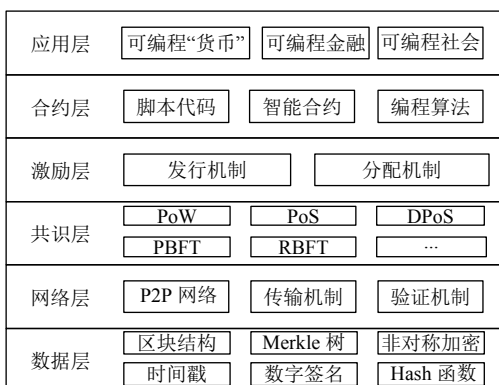 应用层 可编程“货币” 可编程金融 可编程社会
合约层 脚本代码 智能合约 编程算法
激励层 发行机制 分配机制
共识层
PoW PoS DPoS
PBFT RBFT ...
网络层 P2P 网络 传输机制 验证机制
数据层
区块结构 Merkle 树 非对称加密
时间戳 数字签名 Hash 函数